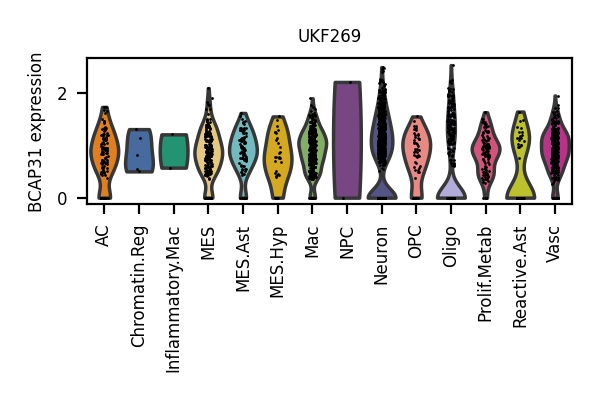 UKF269
BCAP31 expression
2
0
AC
Chromatin.Reg
Inflammatory.Mac
MES
MES.Ast
MES.Hyp
Mac
NPC
Neuron
OPC
Oligo
Prolif.Metab
Reactive.Ast
Vasc